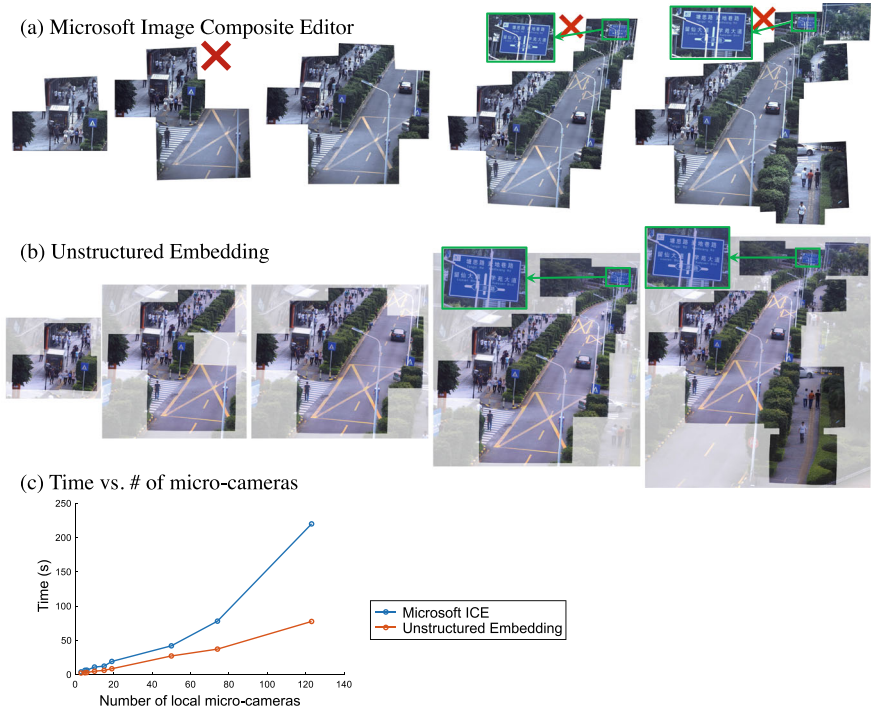 (a) Microsoft Image Composite Editor
(b) Unstructured Embedding
(c) Time vs. # of micro-cameras
250
200
150
100
50
0
Time (s)
0 20 40 60 80 100 120 140
Number of local micro-cameras
Microsoft ICE
Unstructured Embedding